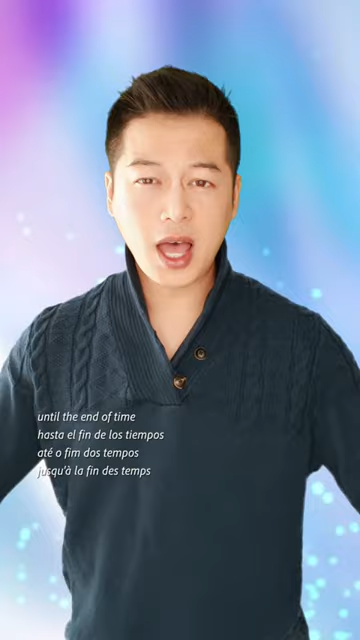 until the end of time
hasta el fin de los tiempos
até o fim dos tempos
jusqu'à la fin des temps